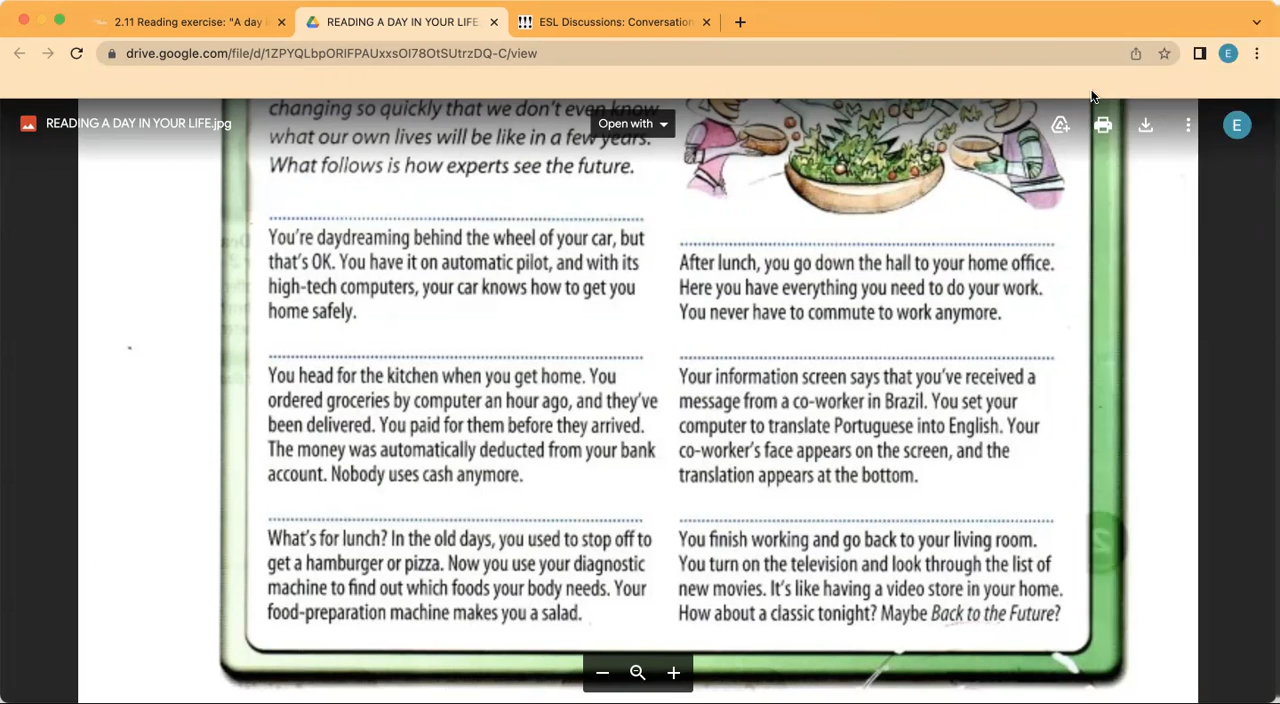 2.11 Reading exercise: "A day
READING A DAY IN YOUR LIFE
ESL Discussions: Conversation
drive.google.com/file/d/1ZPYQLbpORIFPAUxxsOI78OtSUtrzDQ-C/view
E
READING A DAY IN YOUR LIFE.jpg
Open with
E
changing so quickly that we don't even know
what our own lives will be like in a few years.
What follows is how experts see the future.
You're daydreaming behind the wheel of your car, but
that's OK. You have it on automatic pilot, and with its
high-tech computers, your car knows how to get you
home safely.
You head for the kitchen when you get home. You
ordered groceries by computer an hour ago, and they've
been delivered. You paid for them before they arrived.
The money was automatically deducted from your bank
account. Nobody uses cash anymore.
What's for lunch? In the old days, you used to stop off to
get a hamburger or pizza. Now you use your diagnostic
machine to find out which foods your body needs. Your
food-preparation machine makes you a salad.
After lunch, you go down the hall to your home office.
Here you have everything you need to do your work.
You never have to commute to work anymore.
Your information screen says that you've received a
message from a co-worker in Brazil. You set your
computer to translate Portuguese into English. Your
co-worker's face appears on the screen, and the
translation appears at the bottom.
You finish working and go back to your living room.
You turn on the television and look through the list of
new movies. It's like having a video store in your home.
How about a classic tonight? Maybe Back to the Future?